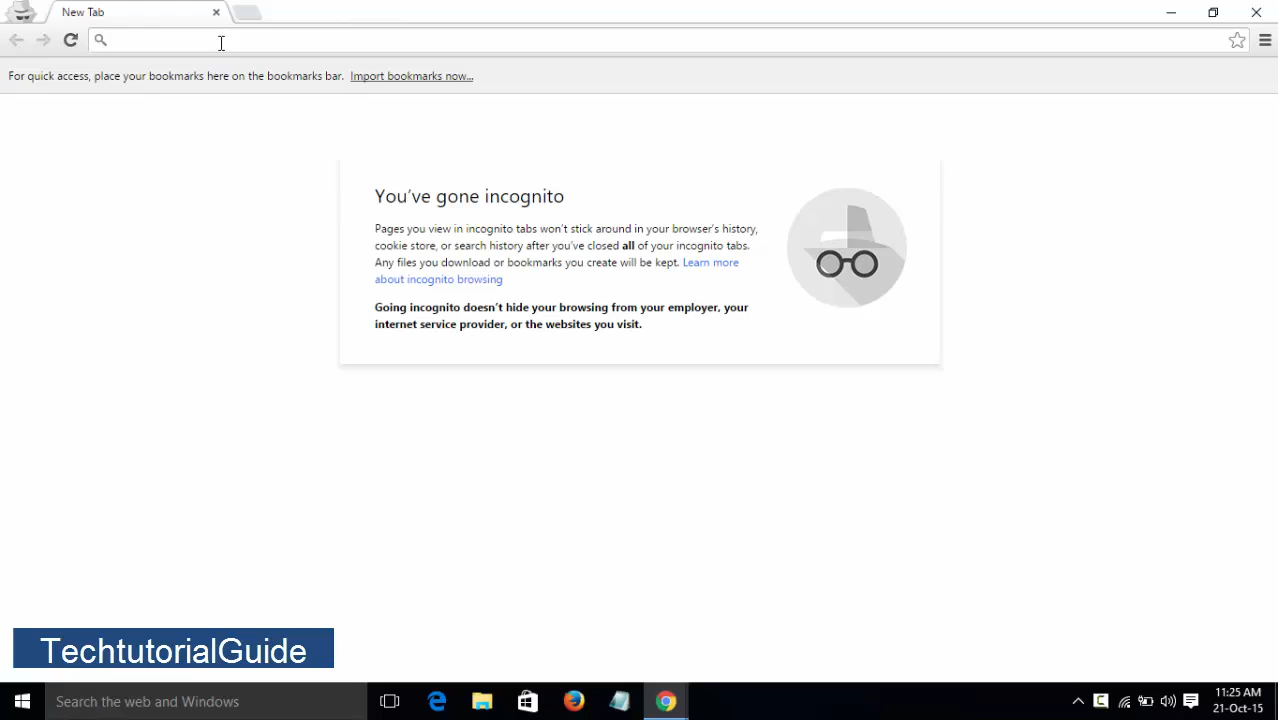 New Tab
For quick access, place your bookmarks here on the bookmarks bar. Import bookmarks now...
You've gone incognito
Pages you view in incognito tabs won't stick around in your browser's history,
cookie store, or search history after you've closed all of your incognito tabs.
Any files you download or bookmarks you create will be kept. Learn more
about incognito browsing
Going incognito doesn't hide your browsing from your employer, your
internet service provider, or the websites you visit.
TechtutorialGuide
Search the web and Windows
11:25 AM
21-Oct-15